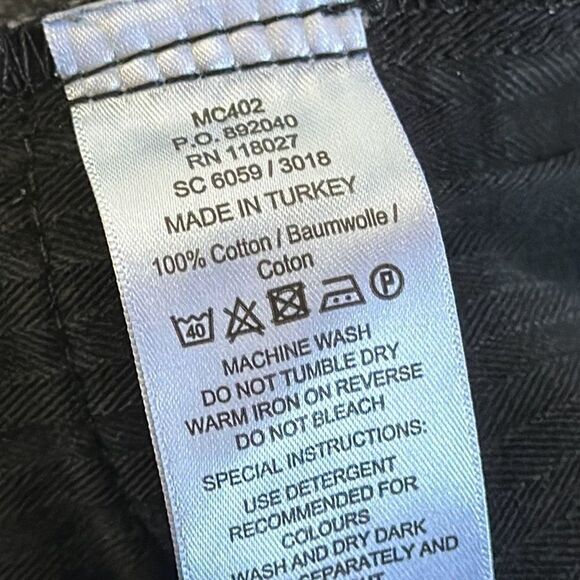 MC402
P.O. 892040
RN 118027
SC 6059 / 3018
MADE IN TURKEY
100% Cotton / Baumwolle /
Coton
40 P
MACHINE WASH
DO NOT TUMBLE DRY
WARM IRON ON REVERSE
DO NOT BLEACH
SPECIAL INSTRUCTIONS:
USE DETERGENT
RECOMMENDED FOR
COLOURS
WASH AND DRY DARK
SEPARATELY AND